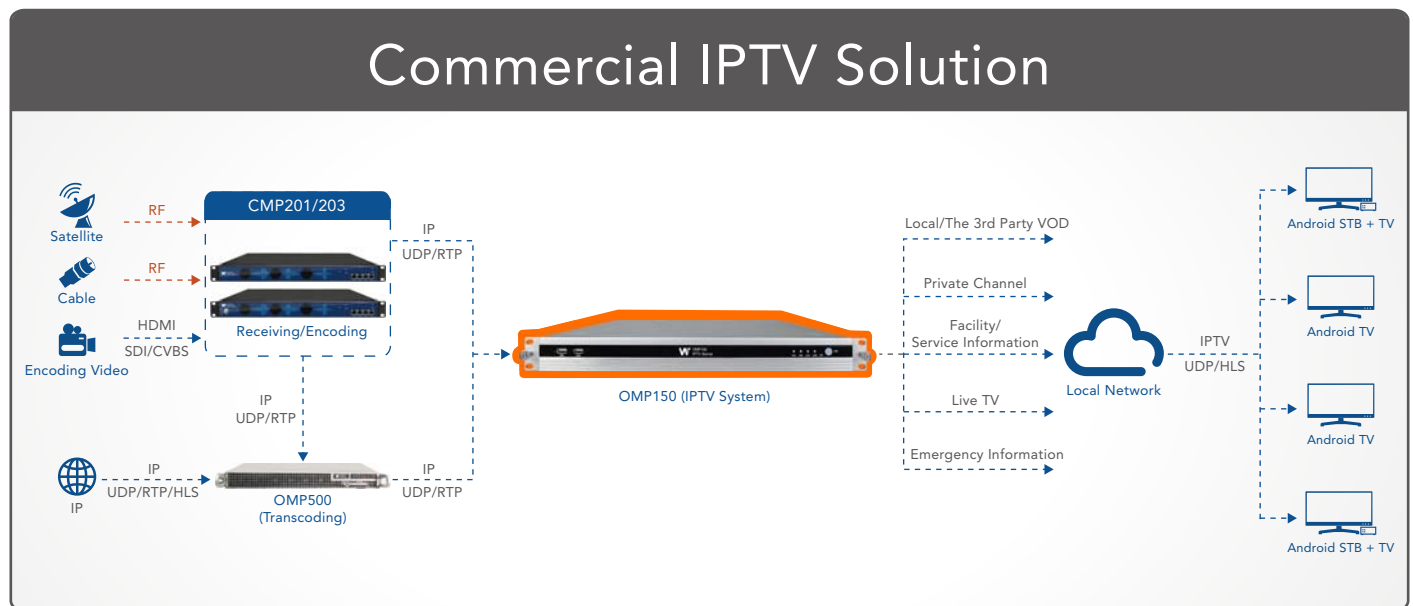 Commercial IPTV Solution
Satellite
RF
Cable
RF
Encoding Video
HDMI
SDI/CVBS
CMP201/203
Receiving/Encoding
IP
UDP/RTP
IP
UDP/RTP
IP
IP
UDP/RTP/HLS
OMP500
(Transcoding)
IP
UDP/RTP
OMP150 (IPTV System)
Local/The 3rd Party VOD
Private Channel
Facility/
Service Information
Live TV
Emergency Information
Local Network
IPTV
UDP/HLS
Android STB + TV
Android TV
Android TV
Android STB + TV